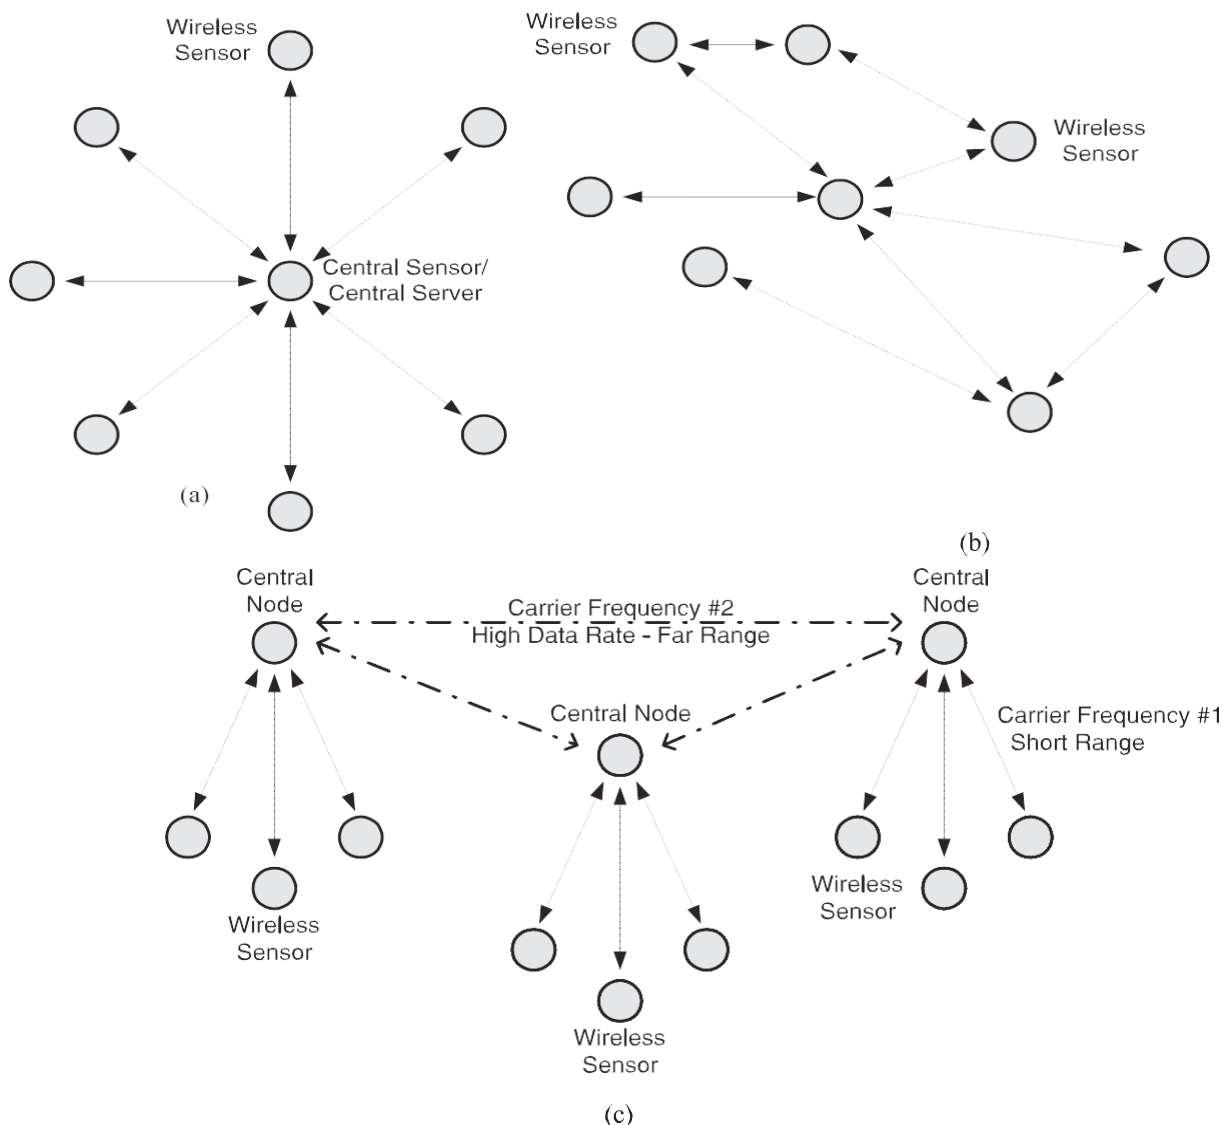 Wireless
Sensor
Central Sensor/
Central Server
(a)
Wireless
Sensor
Wireless
Sensor
(b)
Central
Node
Carrier Frequency #2
High Data Rate - Far Range
Central
Node
Central Node
Carrier Frequency #1
Short Range
Wireless
Sensor
Wireless
Sensor
Wireless
Sensor
(c)